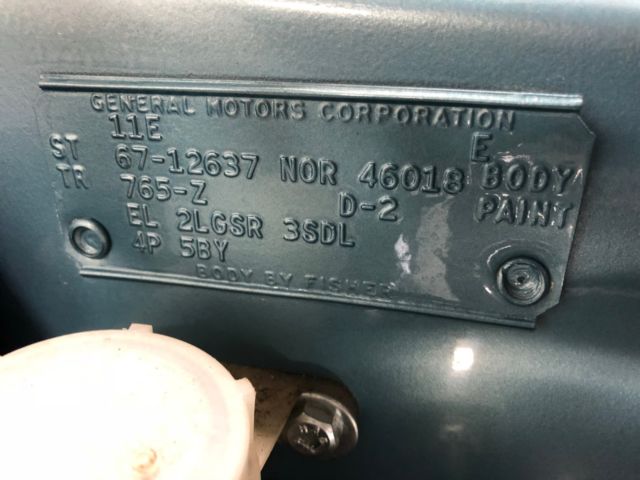 GENERAL MOTORS CORPORATION
11E E
ST 67-12637 NOR 46018 BODY
TR 765-Z D-2 PAINT
EL 2LGSR 3SDL
4P 5BY
BODY BY FISHER